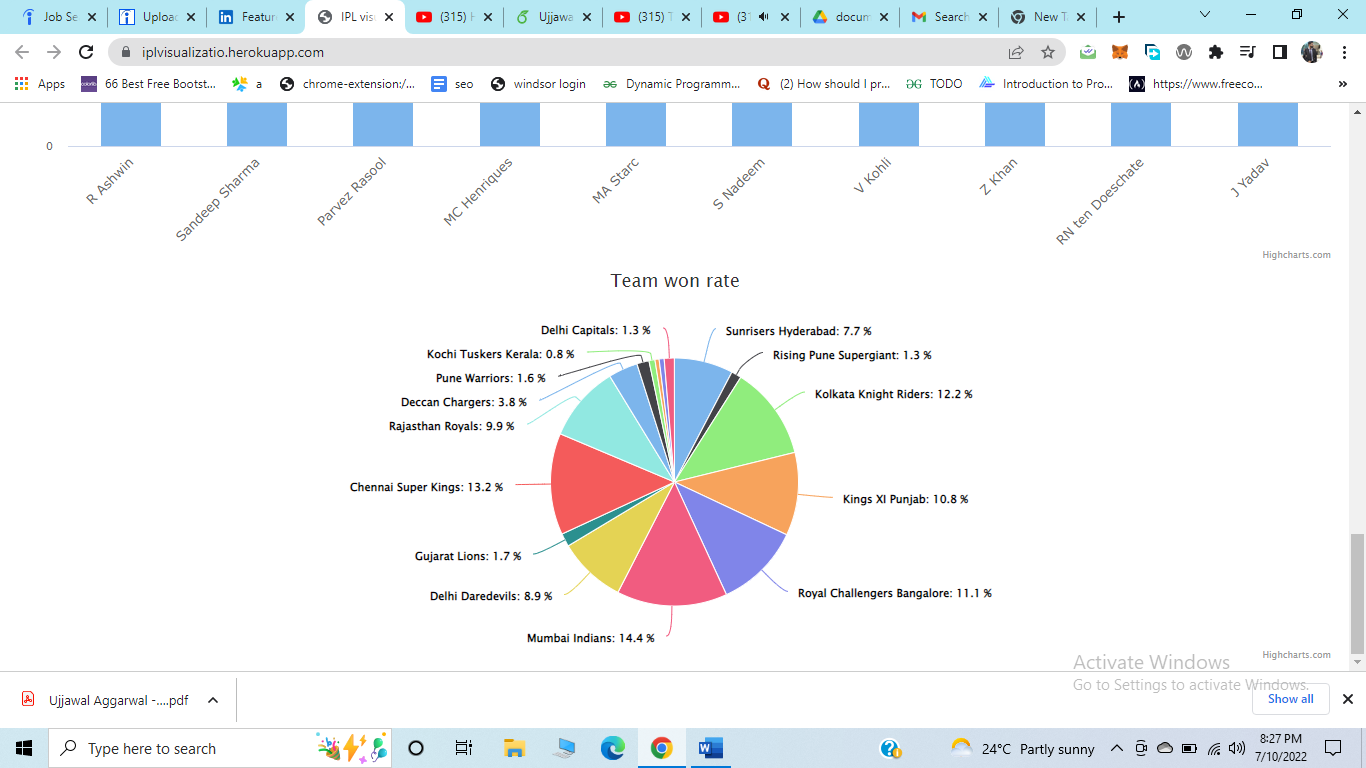 Job Se
Uploac
Featur
IPL vis
(315) H
Ujjawa
(315) T
(31
docum
Search
New Ta
iplvisualizatio.herokuapp.com
Apps
66 Best Free Bootst...
a
chrome-extension:/...
seo
windsor login
Dynamic Programm...
(2) How should I pr...
TODO
Introduction to Pro...
https://www.freeco...
0
R Ashwin
Sandeep Sharma
Parvez Rasool
MC Henriques
MA Starc
S Nadeem
V Kohli
Z Khan
RN ten Doeschate
J Yadav
Highcharts.com
Team won rate
Delhi Capitals: 1.3 %
Sunrisers Hyderabad: 7.7 %
Kochi Tuskers Kerala: 0.8 %
Rising Pune Supergiant: 1.3 %
Pune Warriors: 1.6 %
Kolkata Knight Riders: 12.2 %
Deccan Chargers: 3.8 %
Rajasthan Royals: 9.9 %
Chennai Super Kings: 13.2 %
Kings XI Punjab: 10.8 %
Gujarat Lions: 1.7 %
Delhi Daredevils: 8.9 %
Royal Challengers Bangalore: 11.1 %
Mumbai Indians: 14.4 %
Highcharts.com
Activate Windows
Go to Settings to activate Windows.
Ujjawal Aggarwal -....pdf
Show all
Type here to search
24°C Partly sunny
8:27 PM
7/10/2022